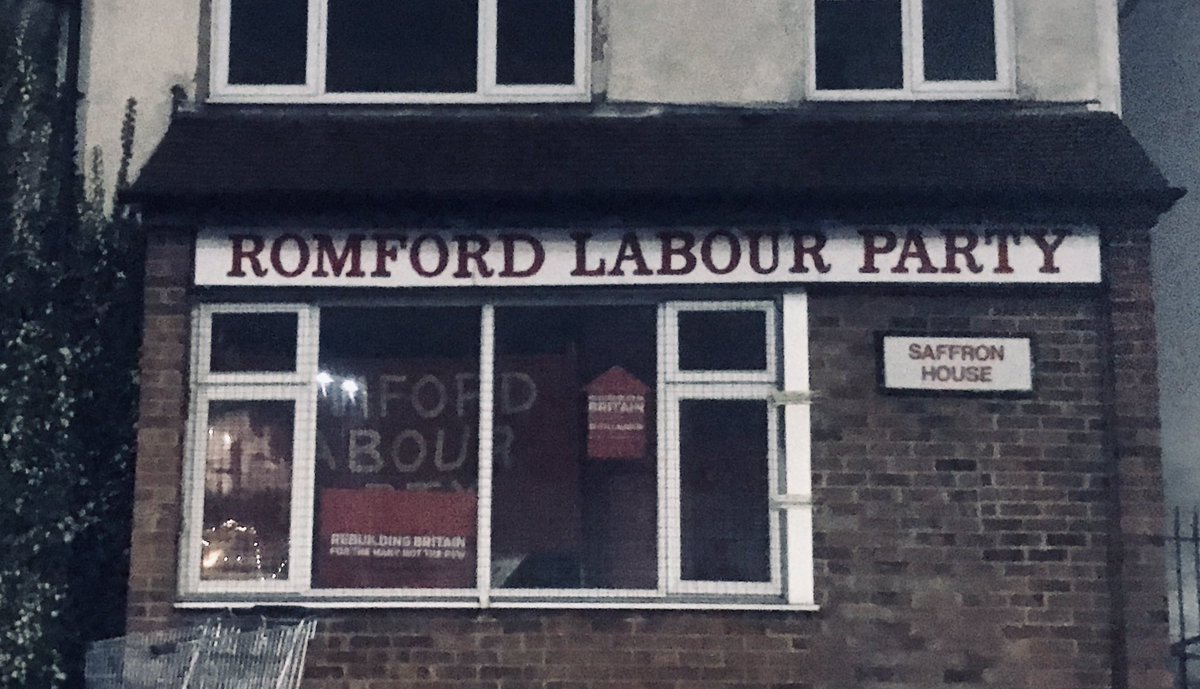 ROMFORD LABOUR PARTY
SAFFRON
HOUSE
LABOUR
BRITAIN
REBUILDING BRITAIN
FOR THE MANY NOT THE FEW